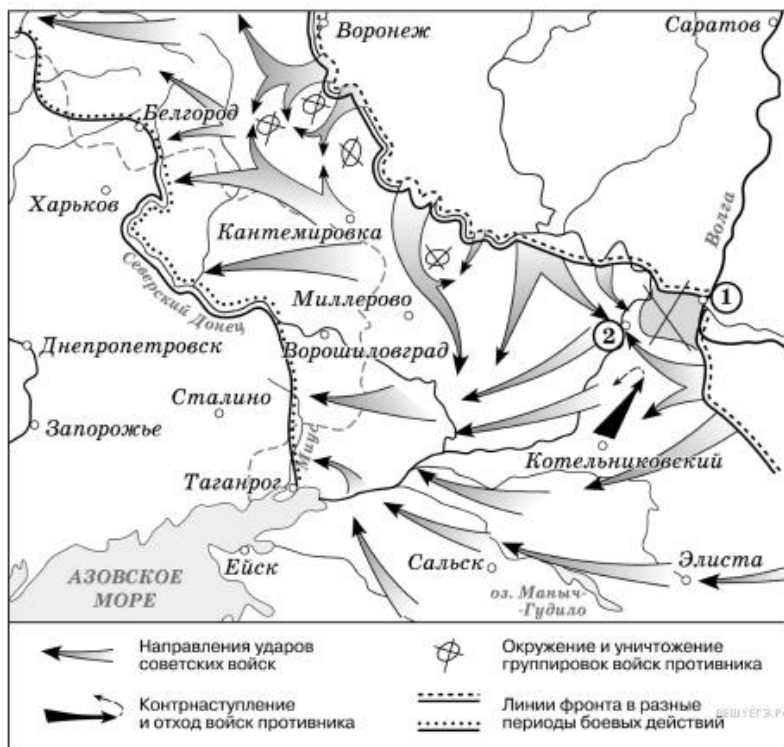 Воронеж
Саратов
Белгород
Харьков
Волга
Кантемировка
Северский Донец
Миллерово
1
2
Днепропетровск
Ворошиловград
Сталино
Запорожье
Миус
Котельниковский
Таганрог
Ейск
Сальск
Элиста
АЗОВСКОЕ
МОРЕ
оз. Маныч-
-Гудило
Направления ударов
советских войск
Окружение и уничтожение
группировок войск противника
Контрнаступление
и отход войск противника
Линии фронта в разные
периоды боевых действий
РЕШУЕГЭ.РФ